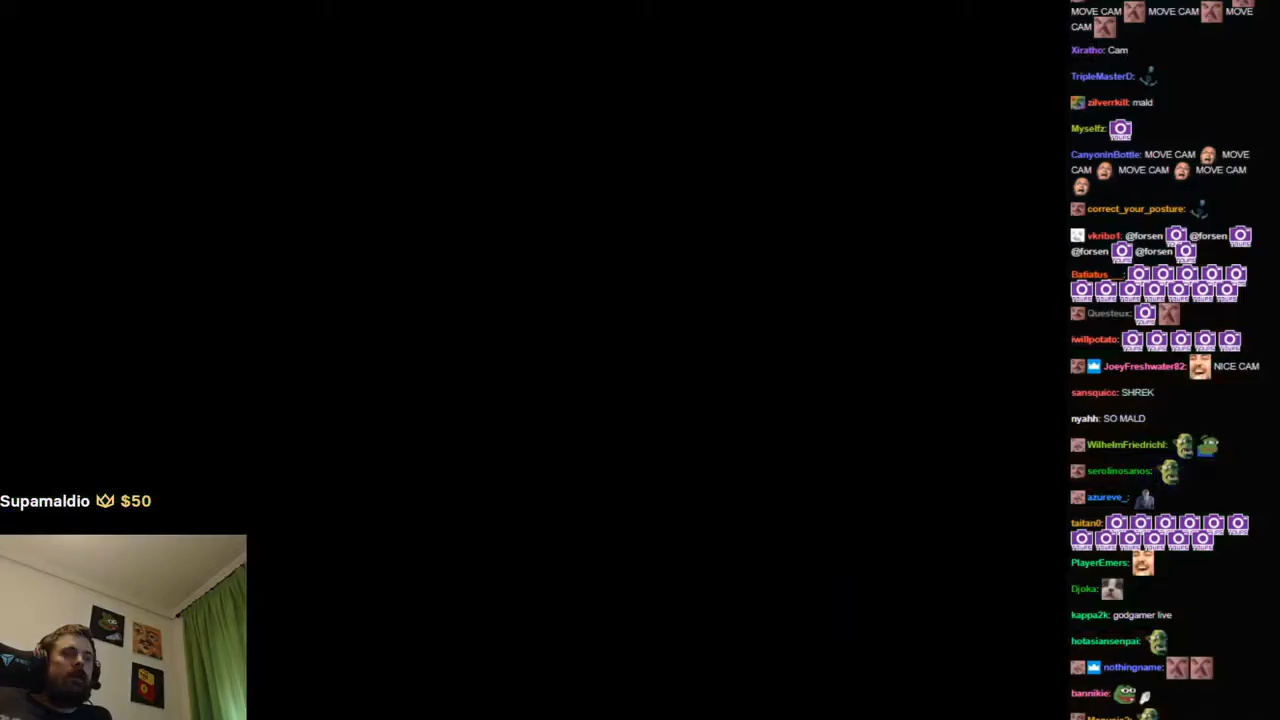 MOVE CAM MOVE CAM MOVE
CAM
Xiratho: Cam
TripleMasterD:
zilverrkill: mald
Myselfz:
CanyonInBottle: MOVE CAM MOVE
CAM MOVE CAM MOVE CAM
correct_your_posture:
vkribo1: @forsen @forsen
@forsen @forsen
Batiatus__:
Questeux:
iwillpotato:
JoeyFreshwater82: NICE CAM
sansquicc: SHREK
nyahh: SO MALD
WilhelmFriedrichI:
serolinosanos:
azureve_:
taitan0:
PlayerEmers:
Djoka:
kappa2k: godgamer live
hotasiansenpai:
nothingname:
bannikie:
Supamaldio $50